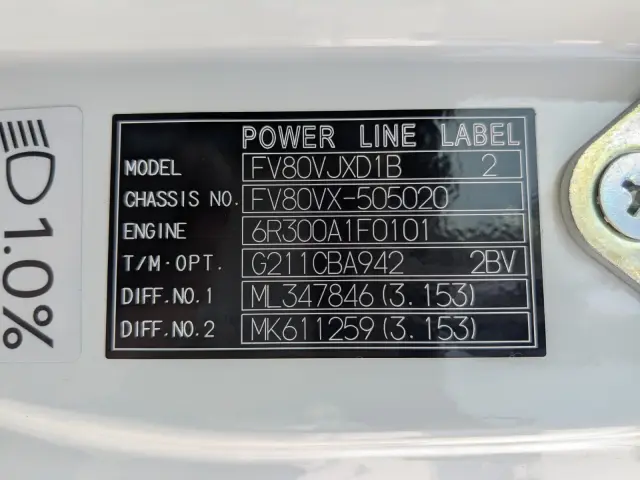 POWER LINE LABEL
MODEL FV80VJXD1B 2
CHASSIS NO. FV80VX-505020
ENGINE 6R300A1F0101
T/M·OPT. G211CBA942 2BV
DIFF.NO.1 ML347846(3.153)
DIFF.NO.2 MK611259(3.153)
1.0%